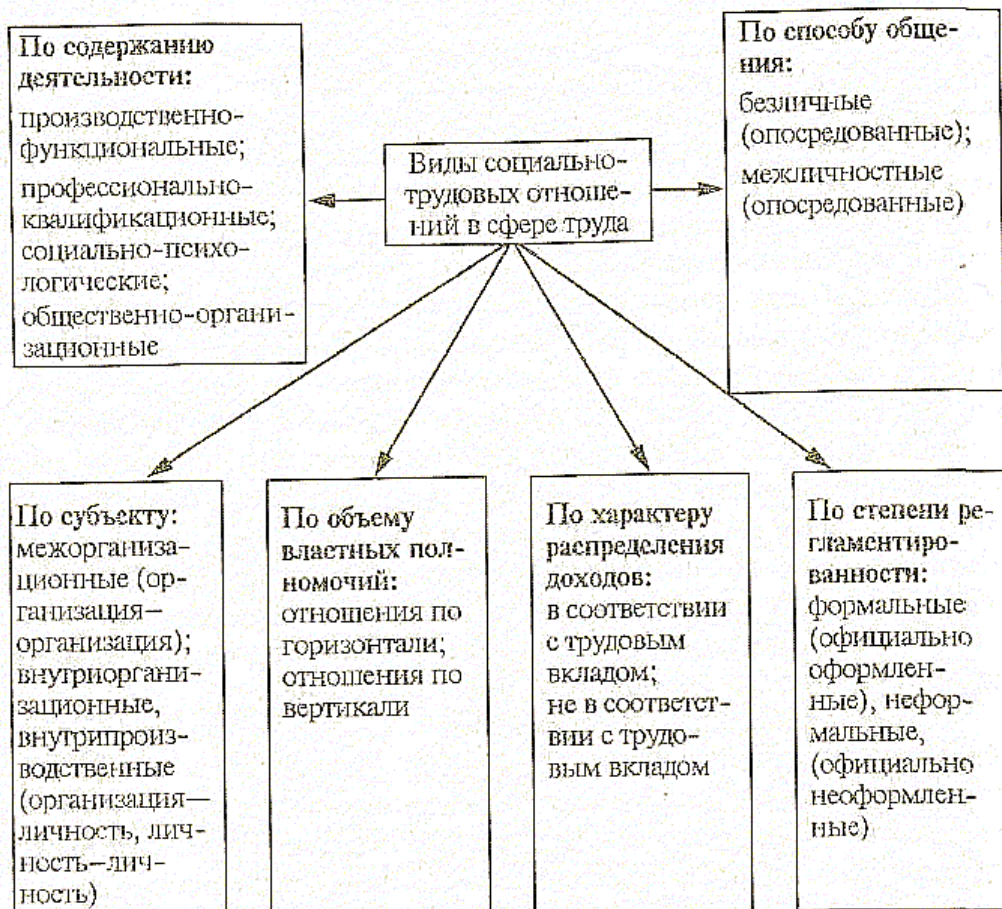 По содержанию
деятельности:
производственно-
функциональные;
профессионально-
квалификационные;
социально-психо-
логические;
общественно-органи-
зационные
Виды социально-
трудовых отноше-
ний в сфере труда
По способу обще-
ния:
безличные
(опосредованные);
межличностные
(опосредованные)
По субъекту:
межорганиза-
ционные (ор-
ганизация—
организация);
внутриоргани-
зационные,
внутрипроиз-
водственные
(организация—
личность, лич-
ность—лич-
ность)
По объему
властных пол-
номочий:
отношения по
горизонтали;
отношения по
вертикали
По характеру
распределения
доходов:
в соответствии
с трудовым
вкладом;
не в соответст-
вии с трудо-
вым вкладом
По степени ре-
гламентиро-
ванности:
формальные
(официально
оформлен-
ные), нефор-
мальные,
(официально
неоформлен-
ные)